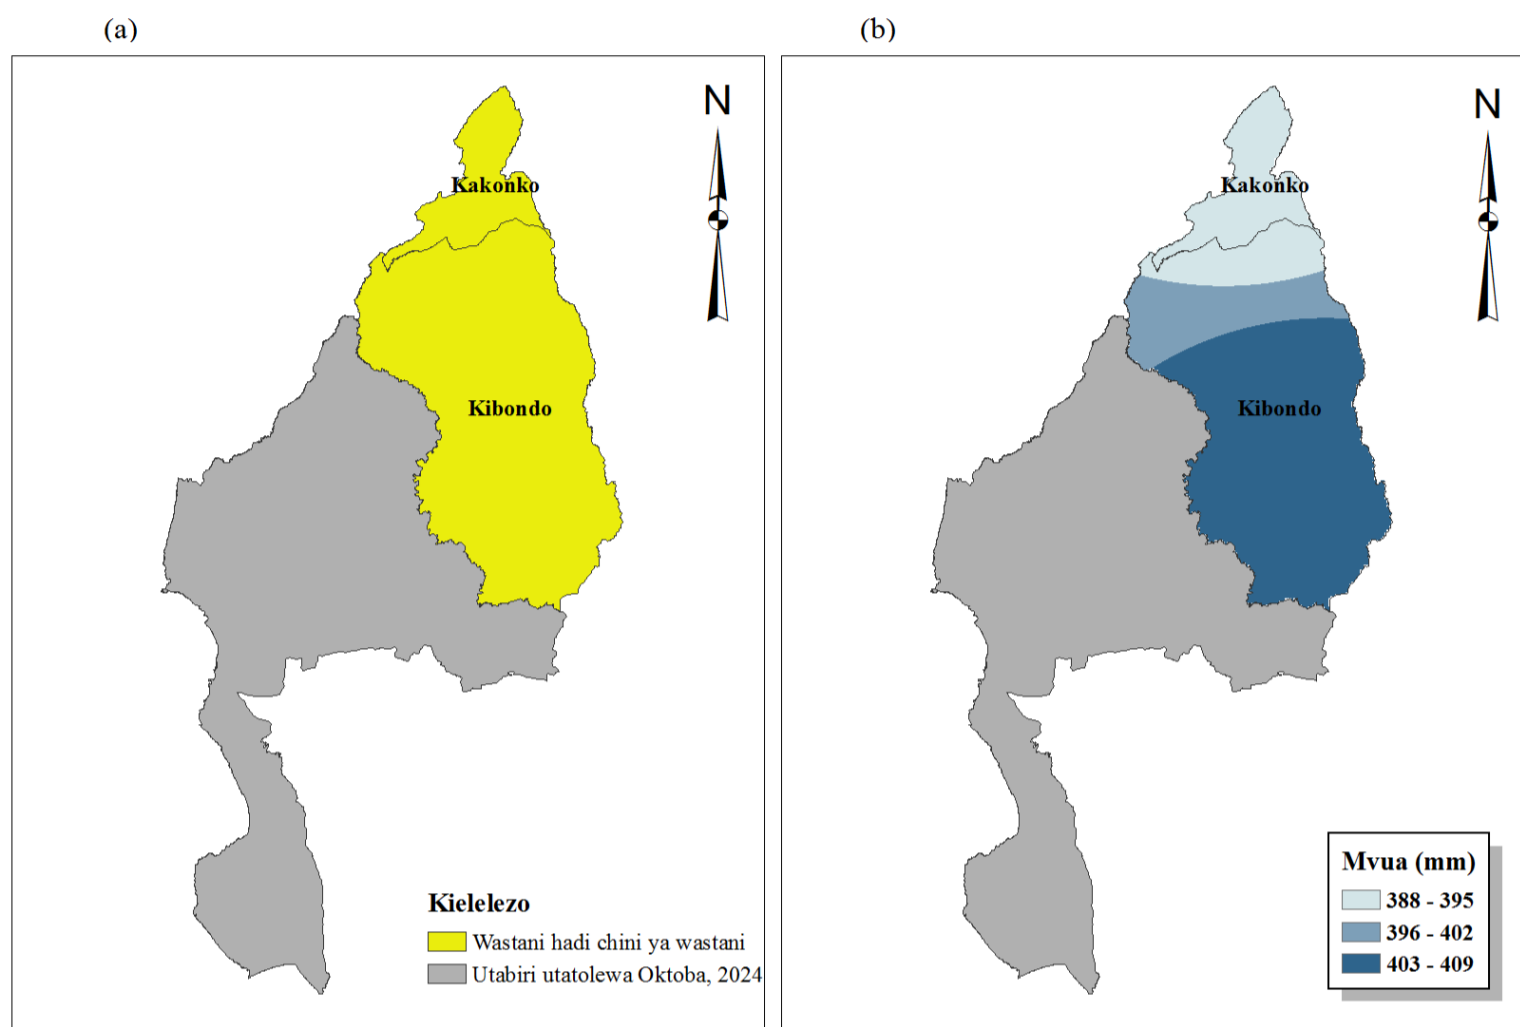 (a)
N
Kakonko
Kibondo
Kielelezo
Wastani hadi chini ya wastani
Utabiri utatolewa Oktoba, 2024
(b)
N
Kakonko
Kibondo
Mvua (mm)
388 - 395
396 - 402
403 - 409